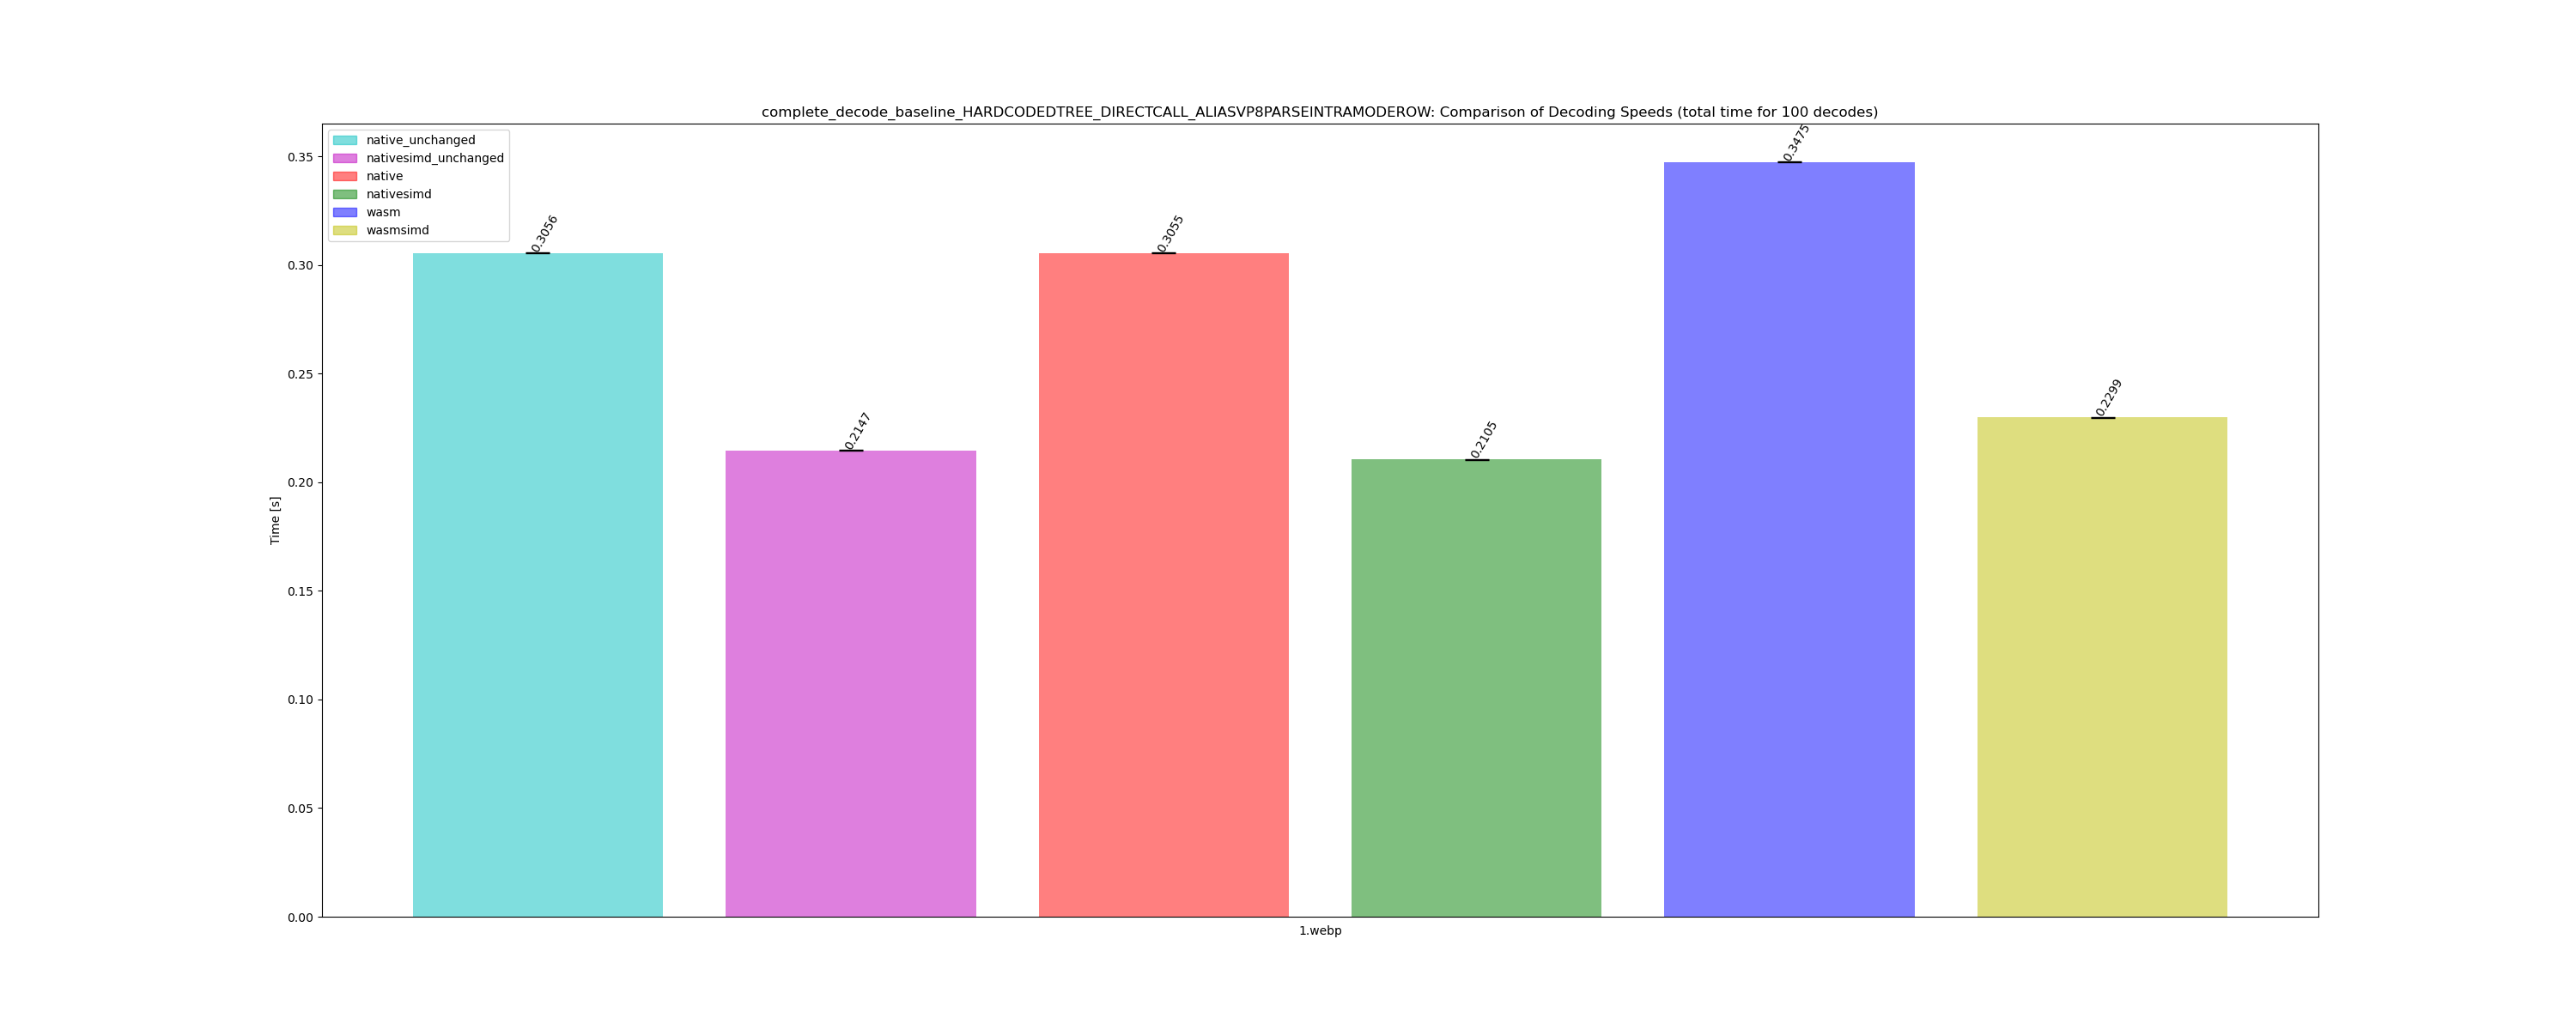 complete_decode_baseline_HARDCODEDTREE_DIRECTCALL_ALIASVP8PARSEINTRAMODEROW: Comparison of Decoding Speeds (total time for 100 decodes)
native_unchanged
nativesimd_unchanged
native
nativesimd
wasm
wasmsimd
Time [s]
0.35
0.30
0.25
0.20
0.15
0.10
0.05
0.00
0.3056
0.2147
0.3055
0.2105
0.3475
0.2299
1.webp